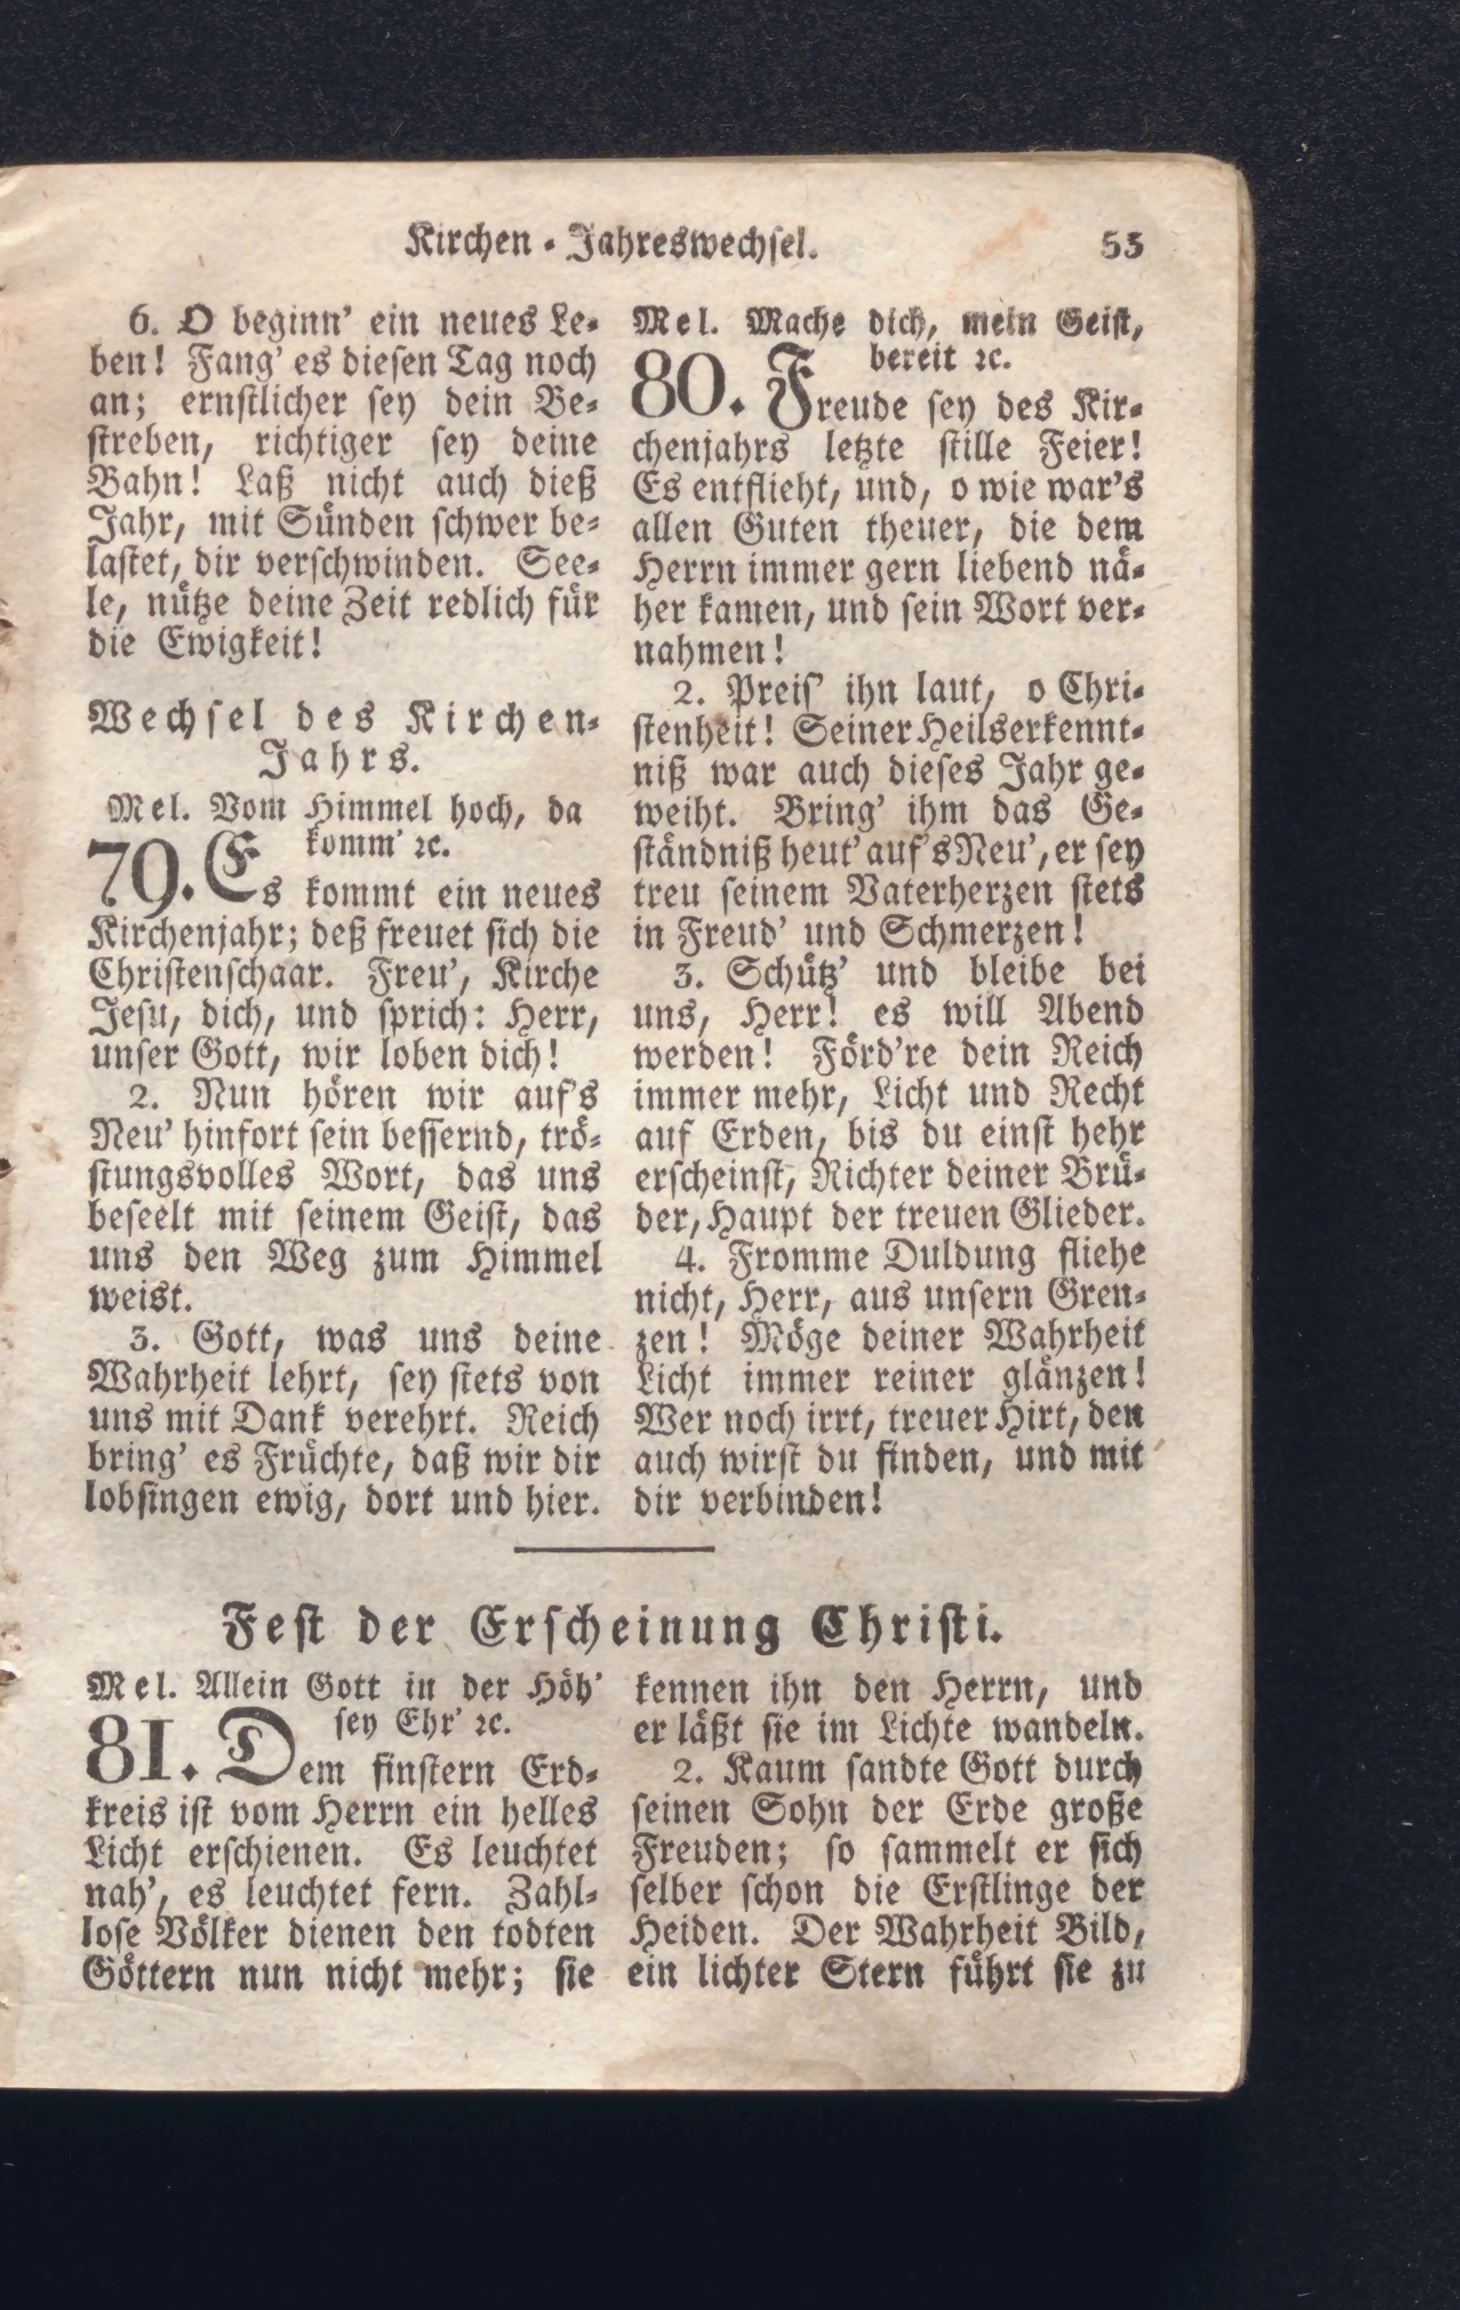 Kirchen-Jahreswechsel. 53
6. O beginn' ein neues Le-
ben! Fang' es diesen Tag noch
an; ernstlicher sey dein Be-
streben, richtiger sey deine
Bahn! Laß nicht auch dieß
Jahr, mit Sünden schwer be-
lastet, dir verschwinden. See-
le, nütze deine Zeit redlich für
die Ewigkeit!
Wechsel des Kirchen-
Jahrs.
Mel. Vom Himmel hoch, da
komm' ꝛc.
79. Es kommt ein neues
Kirchenjahr; deß freuet sich die
Christenschaar. Freu', Kirche
Jesu, dich, und sprich: Herr,
unser Gott, wir loben dich!
2. Nun hören wir auf's
Neu' hinfort sein bessernd, trö-
stungsvolles Wort, das uns
beseelt mit seinem Geist, das
uns den Weg zum Himmel
weist.
3. Gott, was uns deine
Wahrheit lehrt, sey stets von
uns mit Dank verehrt. Reich
bring' es Früchte, daß wir dir
lobsingen ewig, dort und hier.
Mel. Mache dich, mein Geist,
bereit ꝛc.
80. Freude sey des Kir-
chenjahrs letzte stille Feier!
Es entflieht, und, o wie war's
allen Guten theuer, die dem
Herrn immer gern liebend nä-
her kamen, und sein Wort ver-
nahmen!
2. Preis' ihn laut, o Chri-
stenheit! Seiner Heilserkennt-
niß war auch dieses Jahr ge-
weiht. Bring' ihm das Ge-
ständniß heut' auf's Neu', er sey
treu seinem Vaterherzen stets
in Freud' und Schmerzen!
3. Schütz' und bleibe bei
uns, Herr! es will Abend
werden! Förd're dein Reich
immer mehr, Licht und Recht
auf Erden, bis du einst hehr
erscheinst, Richter deiner Brü-
der, Haupt der treuen Glieder.
4. Fromme Duldung fliehe
nicht, Herr, aus unsern Gren-
zen! Möge deiner Wahrheit
Licht immer reiner glänzen!
Wer noch irrt, treuer Hirt, den
auch wirst du finden, und mit
dir verbinden!
Fest der Erscheinung Christi.
Mel. Allein Gott in der Höh'
sey Ehr' ꝛc.
81. Dem finstern Erd-
kreis ist vom Herrn ein helles
Licht erschienen. Es leuchtet
nah', es leuchtet fern. Zahl-
lose Völker dienen den todten
Göttern nun nicht mehr; sie
kennen ihn den Herrn, und
er läßt sie im Lichte wandeln.
2. Kaum sandte Gott durch
seinen Sohn der Erde große
Freuden; so sammelt er sich
selber schon die Erstlinge der
Heiden. Der Wahrheit Bild,
ein lichter Stern führt sie zu